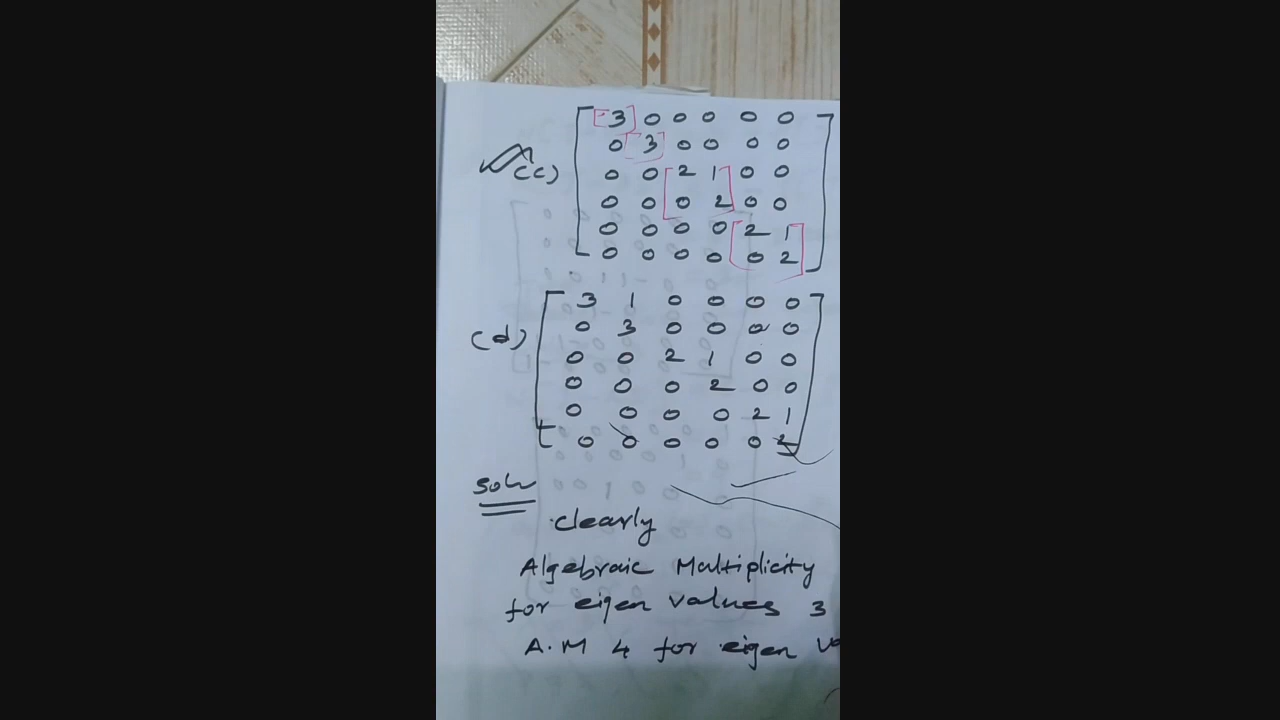 (c) 3 0 0 0 0 0
0 3 0 0 0 0
0 0 2 1 0 0
0 0 0 2 0 0
0 0 0 0 2 1
0 0 0 0 0 2
(d) 3 1 0 0 0 0
0 3 0 0 0 0
0 0 2 1 0 0
0 0 0 2 0 0
0 0 0 0 2 1
0 0 0 0 0 2
Soln
clearly
Algebraic Multiplicity
for eigen values 3
A.M 4 for eigen